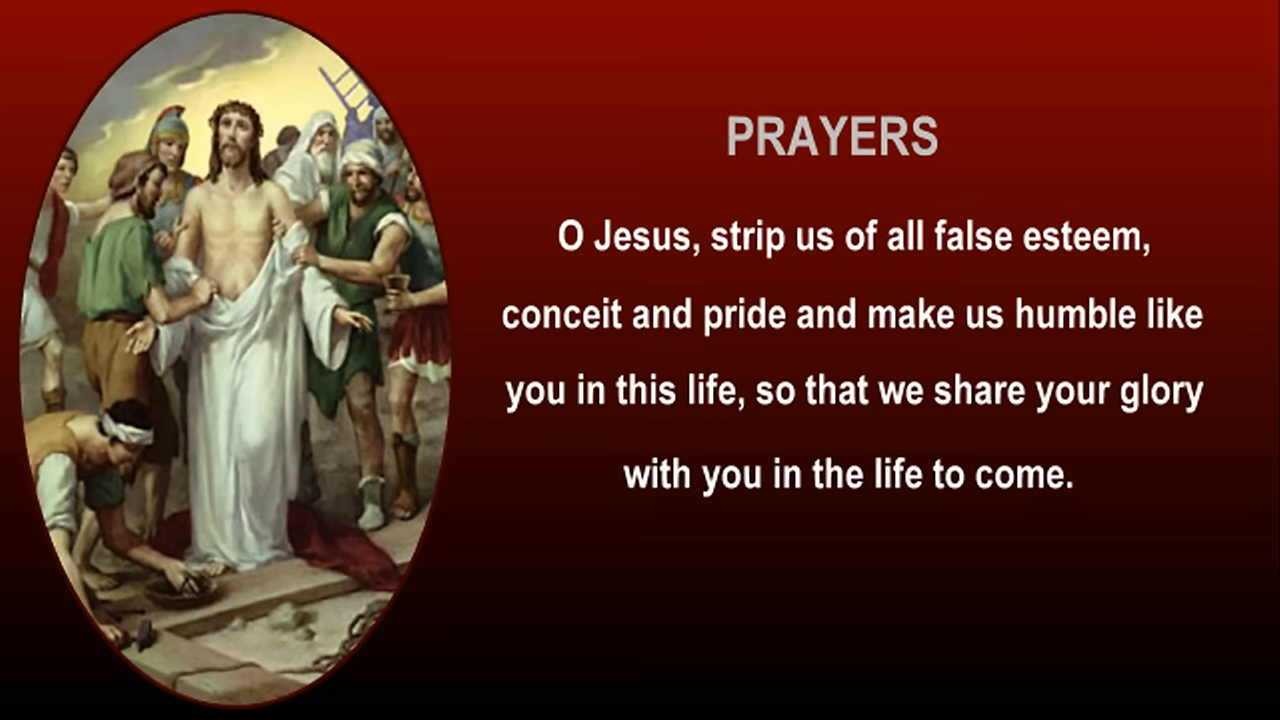 PRAYERS
O Jesus, strip us of all false esteem,
conceit and pride and make us humble like
you in this life, so that we share your glory
with you in the life to come.